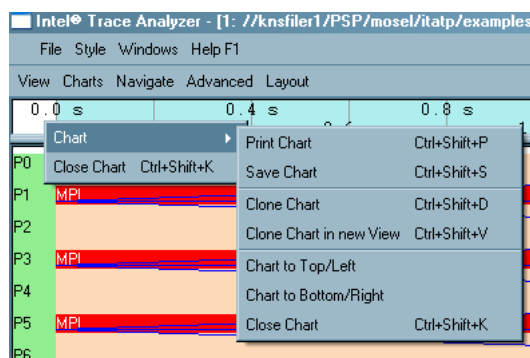 Intel® Trace Analyzer - [1: //knsfiler1/PSP/mosel/itatp/examples
File Style Windows Help F1
View Charts Navigate Advanced Layout
0.0 s 0.4 s 0.8 s
Chart
Close Chart Ctrl+Shift+K
Print Chart Ctrl+Shift+P
Save Chart Ctrl+Shift+S
Clone Chart Ctrl+Shift+D
Clone Chart in new View Ctrl+Shift+V
Chart to Top/Left
Chart to Bottom/Right
Close Chart Ctrl+Shift+K
P0
P1 MPI
P2
P3 MPI
P4
P5 MPI
P6